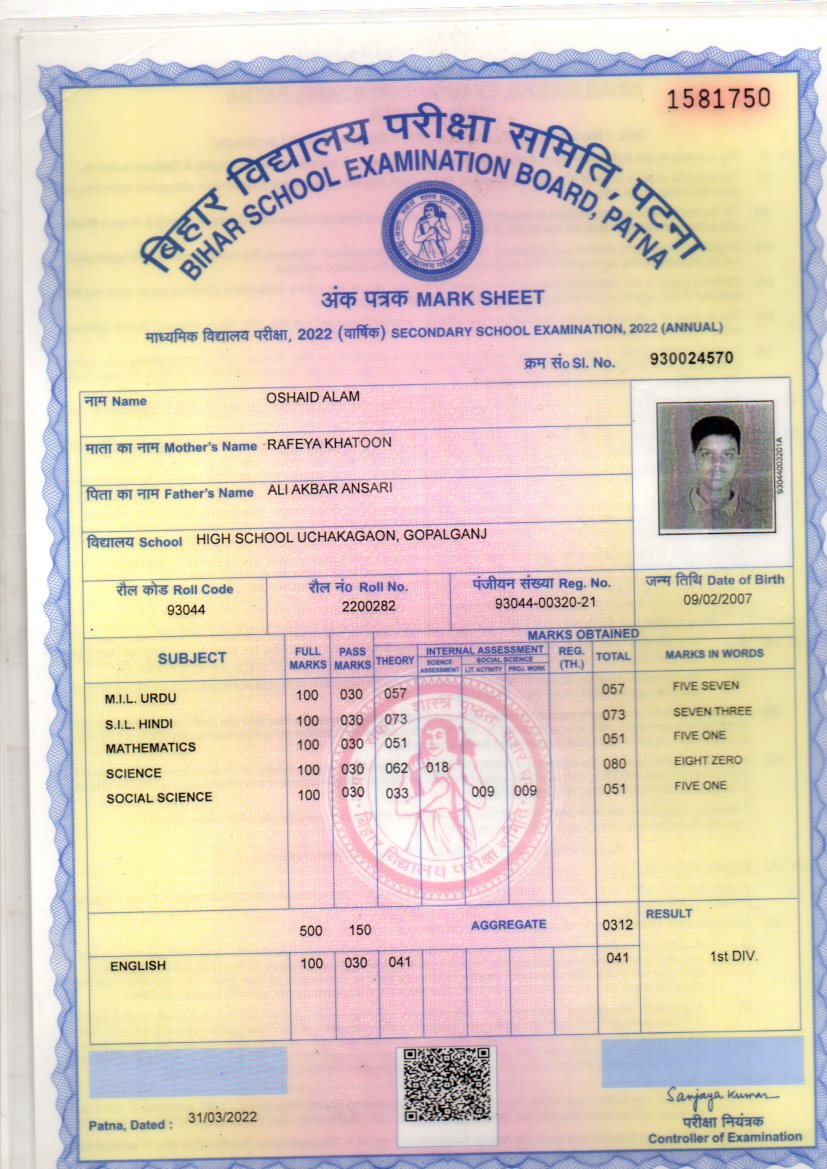 1581750
बिहार विद्यालय परीक्षा समिति, पटना
BIHAR SCHOOL EXAMINATION BOARD, PATNA
अंक पत्रक MARK SHEET
माध्यमिक विद्यालय परीक्षा, 2022 (वार्षिक) SECONDARY SCHOOL EXAMINATION, 2022 (ANNUAL)
क्रम सं० Sl. No. 930024570
नाम Name OSHAID ALAM
माता का नाम Mother's Name RAFEYA KHATOON
पिता का नाम Father's Name ALI AKBAR ANSARI
93044003201A
विद्यालय School HIGH SCHOOL UCHAKAGAON, GOPALGANJ
रौल कोड Roll Code रौल नं० Roll No. पंजीयन संख्या Reg. No. जन्म तिथि Date of Birth
93044 2200282 93044-00320-21 09/02/2007
MARKS OBTAINED
SUBJECT FULL MARKS PASS MARKS THEORY INTERNAL ASSESSMENT REG. (TH.) TOTAL MARKS IN WORDS
SCIENCE ASSESSMENT SOCIAL SCIENCE
LIT. ACTIVITY PROJ. WORK
M.I.L. URDU 100 030 057 057 FIVE SEVEN
S.I.L. HINDI 100 030 073 073 SEVEN THREE
MATHEMATICS 100 030 051 051 FIVE ONE
SCIENCE 100 030 062 018 080 EIGHT ZERO
SOCIAL SCIENCE 100 030 033 009 009 051 FIVE ONE
बिहार विद्यालय परीक्षा समिति
500 150 AGGREGATE 0312 RESULT
ENGLISH 100 030 041 041 1st DIV.
Sanjaya Kumar
Patna, Dated : 31/03/2022
परीक्षा नियंत्रक
Controller of Examination